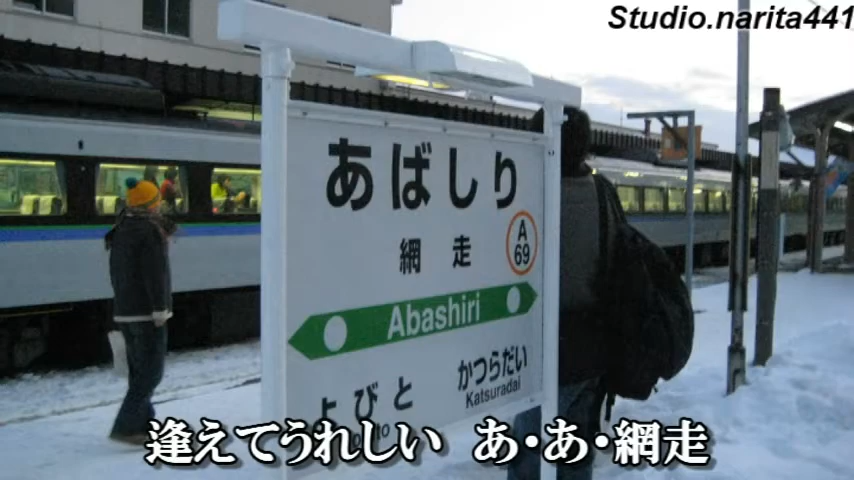 Studio.narita441
あばしり
網走
A
69
Abashiri
よびと
かつらだい
Katsuradai
逢えてうれしい　あ・あ・網走